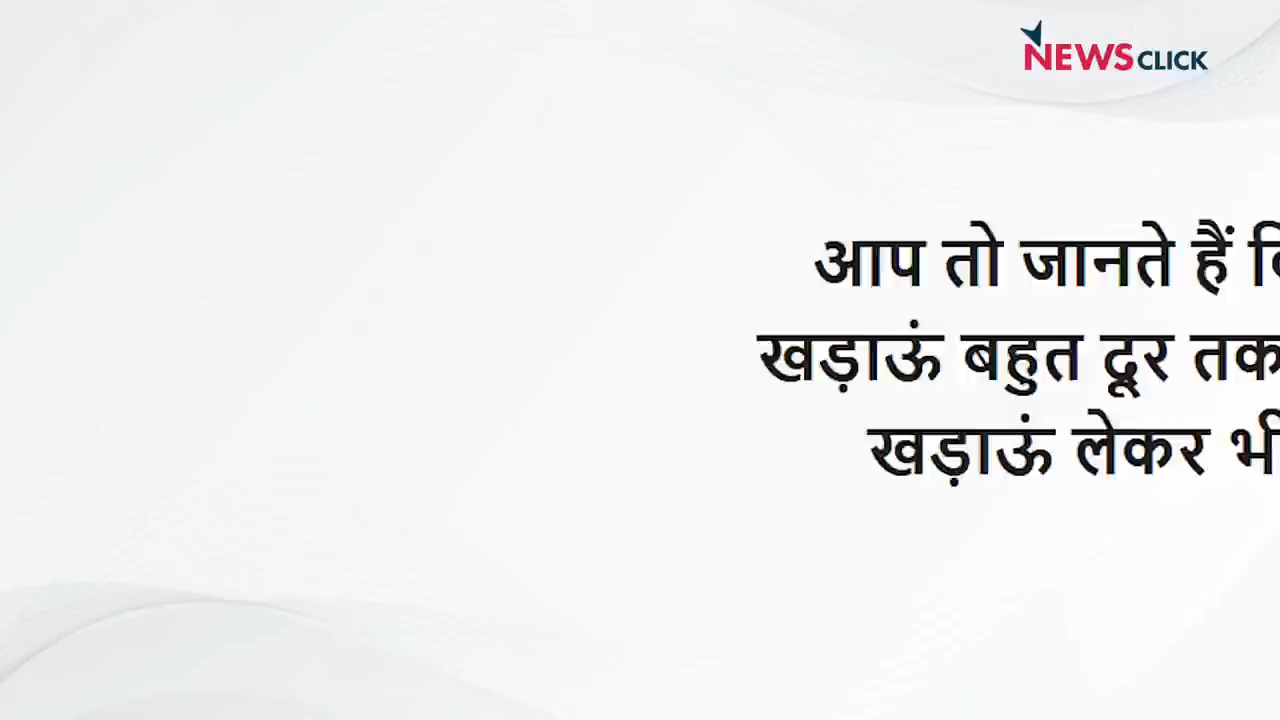 NEWSCLICK
आप तो जानते हैं
खड़ाऊं बहुत दूर तक
खड़ाऊं लेकर भी